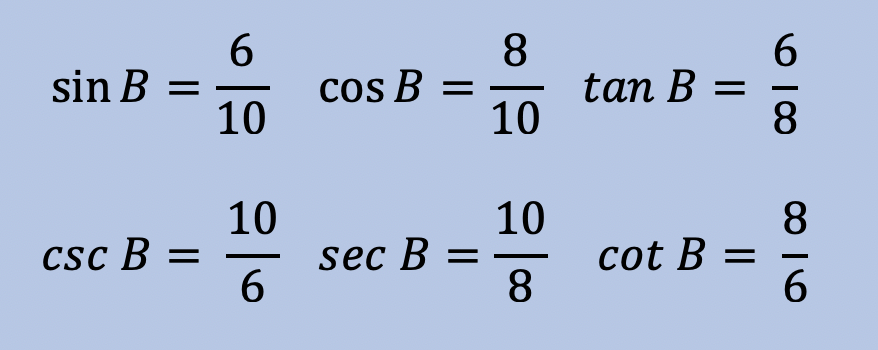 sin B = 6/10 cos B = 8/10 tan B = 6/8
csc B = 10/6 sec B = 10/8 cot B = 8/6